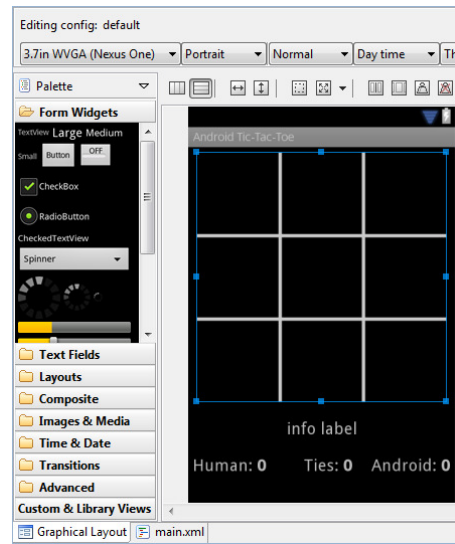 Editing config: default
3.7in WVGA (Nexus One) Portrait Normal Day time Th
Palette
Form Widgets
TextView Large Medium
Small Button OFF
CheckBox
RadioButton
CheckedTextView
Spinner
Text Fields
Layouts
Composite
Images & Media
Time & Date
Transitions
Advanced
Custom & Library Views
Android Tic-Tac-Toe
info label
Human: 0 Ties: 0 Android: 0
Graphical Layout main.xml